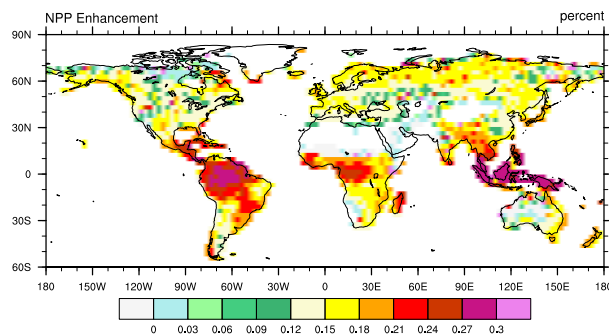 NPP Enhancement percent
90N
60N
30N
0
30S
60S
180 150W 120W 90W 60W 30W 0 30E 60E 90E 120E 150E 180
0 0.03 0.06 0.09 0.12 0.15 0.18 0.21 0.24 0.27 0.3